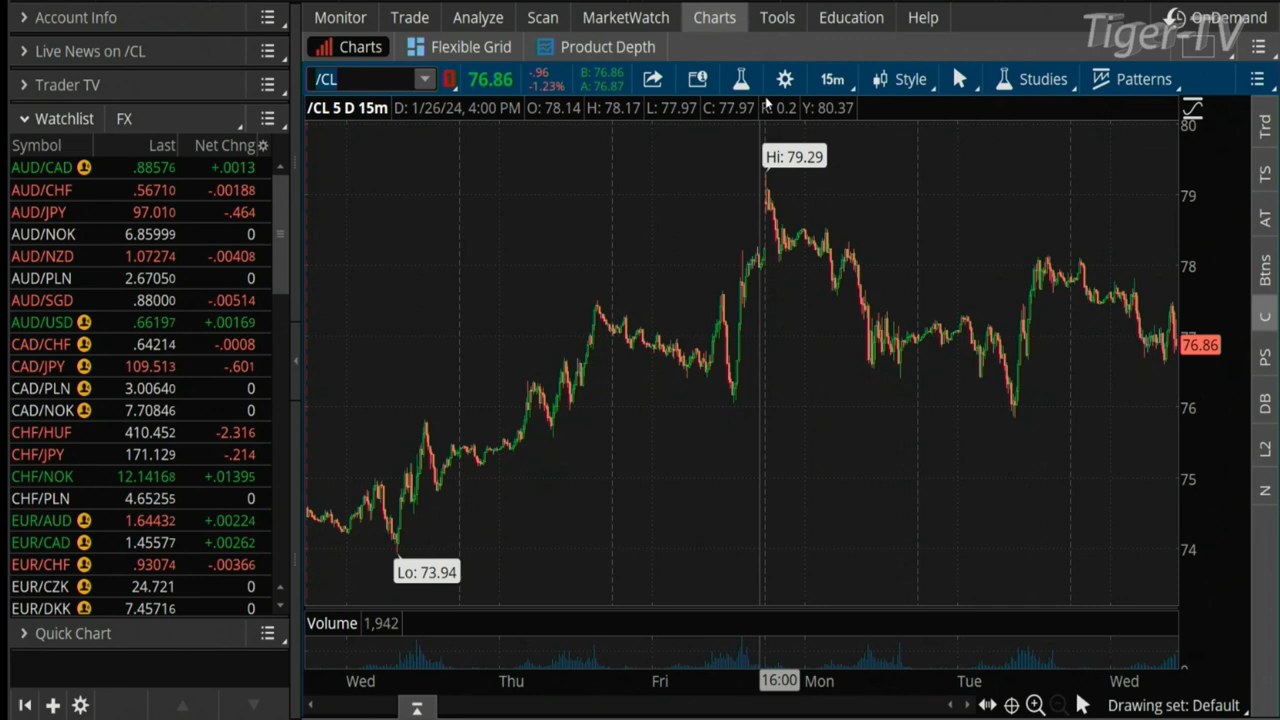 Account Info
Monitor Trade Analyze Scan MarketWatch Charts Tools Education Help OnDemand
Tiger-TV
Live News on /CL
Charts Flexible Grid Product Depth
Trader TV
/CL 76.86 -.96 -1.23% B: 76.86 A: 76.87 15m Style Studies Patterns
/CL 5 D 15m D: 1/26/24, 4:00 PM O: 78.14 H: 78.17 L: 77.97 C: 77.97 R: 0.2 Y: 80.37
Watchlist FX
Symbol Last Net Chng
AUD/CAD .88576 +.0013
AUD/CHF .56710 -.00188
AUD/JPY 97.010 -.464
AUD/NOK 6.85999 0
AUD/NZD 1.07274 -.00408
AUD/PLN 2.67050 0
AUD/SGD .88000 -.00514
AUD/USD .66197 +.00169
CAD/CHF .64214 -.0008
CAD/JPY 109.513 -.601
CAD/PLN 3.00640 0
CAD/NOK 7.70846 0
CHF/HUF 410.452 -2.316
CHF/JPY 171.129 -.214
CHF/NOK 12.14168 +.01395
CHF/PLN 4.65255 0
EUR/AUD 1.64432 +.00224
EUR/CAD 1.45577 +.00262
EUR/CHF .93074 -.00366
EUR/CZK 24.721 0
EUR/DKK 7.45716 0
Quick Chart
80
Hi: 79.29
79
78
77
76.86
76
75
74
Lo: 73.94
Volume 1,942
0
Wed Thu Fri 16:00 Mon Tue Wed
Drawing set: Default
Trd
TS
AT
Btns
C
PS
DB
L2
N